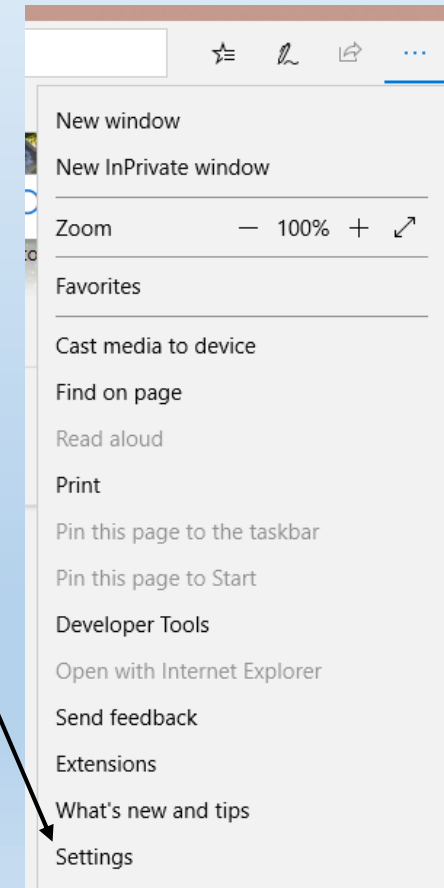 New window
New InPrivate window
Zoom — 100% +
Favorites
Cast media to device
Find on page
Read aloud
Print
Pin this page to the taskbar
Pin this page to Start
Developer Tools
Open with Internet Explorer
Send feedback
Extensions
What's new and tips
Settings